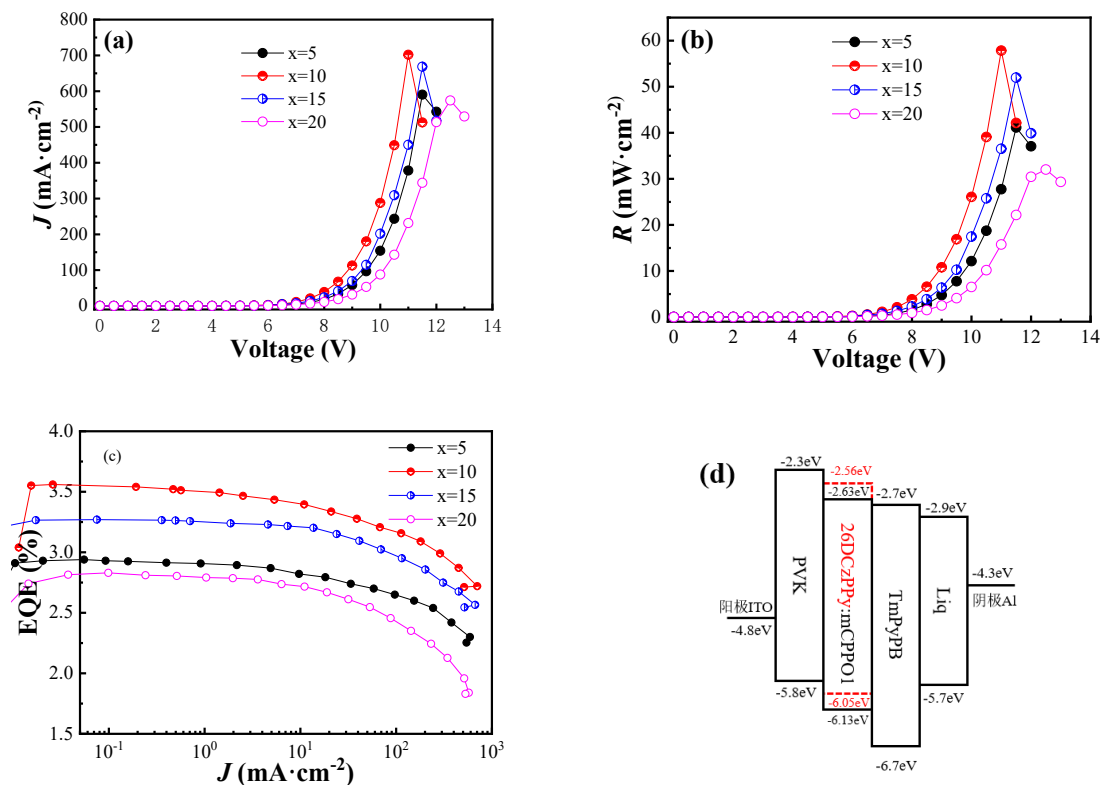 (a)
x=5
x=10
x=15
x=20
800
700
600
500
400
300
200
100
0
J (mA·cm-2)
0 2 4 6 8 10 12 14
Voltage (V)
(b)
x=5
x=10
x=15
x=20
60
50
40
30
20
10
0
R (mW·cm-2)
0 2 4 6 8 10 12 14
Voltage (V)
(c)
x=5
x=10
x=15
x=20
4.0
3.5
3.0
2.5
2.0
1.5
EQE (%)
10-1 100 101 102 103
J (mA·cm-2)
(d)
-2.3eV
-2.56eV
-2.63eV
-2.7eV
-2.9eV
-4.3eV
阳极ITO
-4.8eV
PVK
26DCzPPy:mCPPO1
TmPyPB
Liq
阴极Al
-5.8eV
-6.05eV
-6.13eV
-5.7eV
-6.7eV